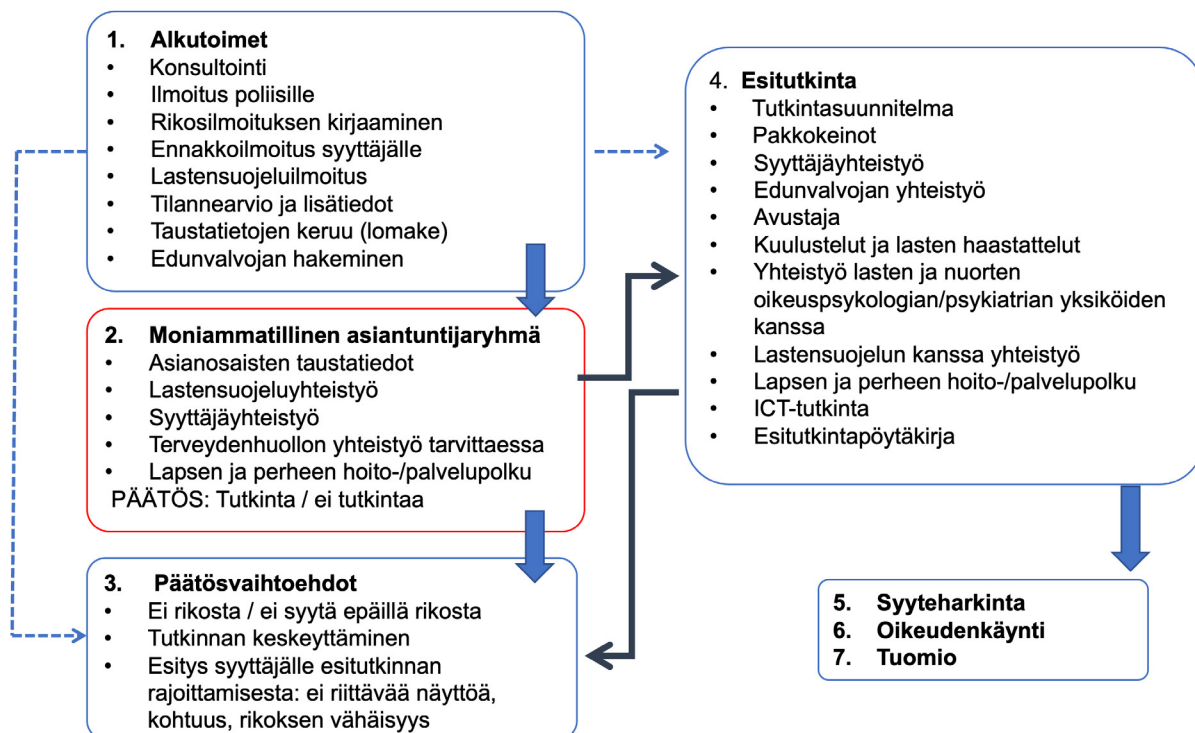 1. Alkutoimet
• Konsultointi
• Ilmoitus poliisille
• Rikosilmoituksen kirjaaminen
• Ennakkoilmoitus syyttäjälle
• Lastensuojeluilmoitus
• Tilannearvio ja lisätiedot
• Taustatietojen keruu (lomake)
• Edunvalvojan hakeminen
2. Moniammatillinen asiantuntijaryhmä
• Asianosaisten taustatiedot
• Lastensuojeluyhteistyö
• Syyttäjäyhteistyö
• Terveydenhuollon yhteistyö tarvittaessa
• Lapsen ja perheen hoito-/palvelupolku
PÄÄTÖS: Tutkinta / ei tutkintaa
3. Päätösvaihtoehdot
• Ei rikosta / ei syytä epäillä rikosta
• Tutkinnan keskeyttäminen
• Esitys syyttäjälle esitutkinnan
rajoittamisesta: ei riittävää näyttöä,
kohtuus, rikoksen vähäisyys
4. Esitutkinta
• Tutkintasuunnitelma
• Pakkokeinot
• Syyttäjäyhteistyö
• Edunvalvojan yhteistyö
• Avustaja
• Kuulustelut ja lasten haastattelut
• Yhteistyö lasten ja nuorten
oikeuspsykologian/psykiatrian yksiköiden
kanssa
• Lastensuojelun kanssa yhteistyö
• Lapsen ja perheen hoito-/palvelupolku
• ICT-tutkinta
• Esitutkintapöytäkirja
5. Syyteharkinta
6. Oikeudenkäynti
7. Tuomio